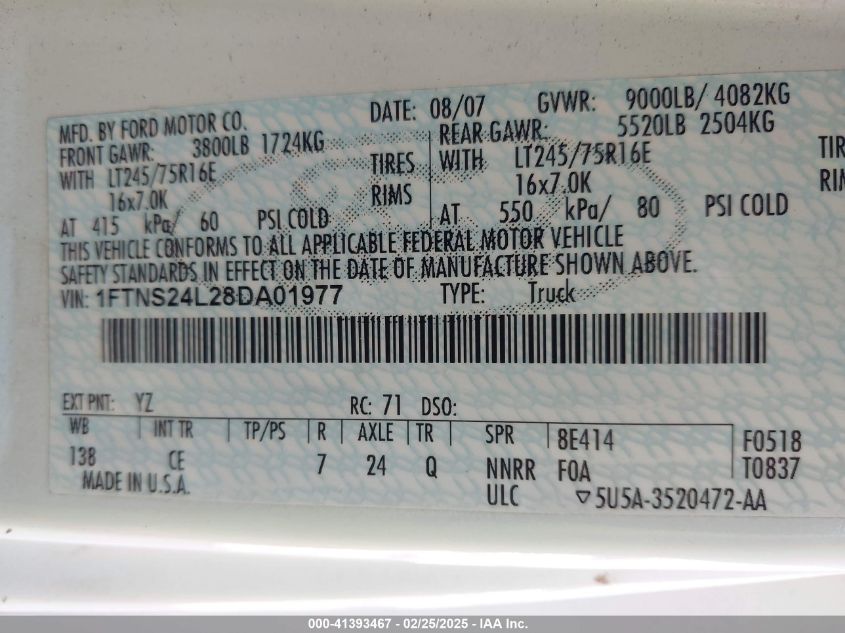 MFD. BY FORD MOTOR CO. DATE: 08/07 GVWR: 9000LB/ 4082KG
FRONT GAWR: 3800LB 1724KG REAR GAWR: 5520LB 2504KG
WITH LT245/75R16E TIRES WITH LT245/75R16E TIR
16x7.0K RIMS 16x7.0K RIM
AT 415 kPa/ 60 PSI COLD AT 550 kPa/ 80 PSI COLD
THIS VEHICLE CONFORMS TO ALL APPLICABLE FEDERAL MOTOR VEHICLE
SAFETY STANDARDS IN EFFECT ON THE DATE OF MANUFACTURE SHOWN ABOVE.
VIN: 1FTNS24L28DA01977 TYPE: Truck
EXT PNT: YZ RC: 71 DSO:
WB INT TR TP/PS R AXLE TR SPR 8E414 F0518
138 CE 7 24 Q NNRR F0A T0837
MADE IN U.S.A. ULC ▽5U5A-3520472-AA
000-41393467 - 02/25/2025 - IAA Inc.